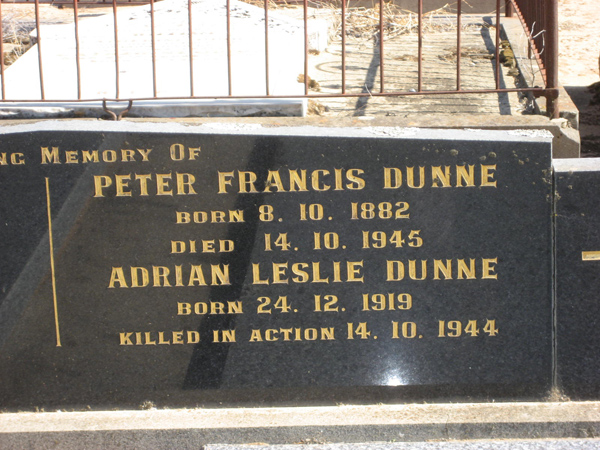 NG MEMORY OF
PETER FRANCIS DUNNE
BORN 8. 10. 1882
DIED 14. 10. 1945
ADRIAN LESLIE DUNNE
BORN 24. 12. 1919
KILLED IN ACTION 14. 10. 1944